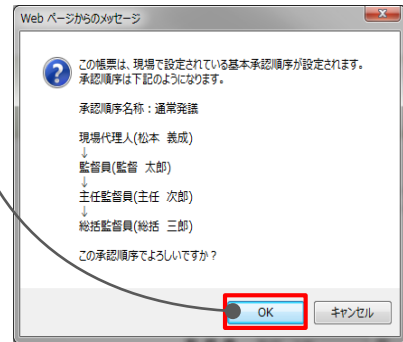 Web ページからのメッセージ
この帳票は、現場で設定されている基本承認順序が設定されます。
承認順序は下記のようになります。
承認順序名称：通常発議
現場代理人(松本 義成)
↓
監督員(監督 太郎)
↓
主任監督員(主任 次郎)
↓
総括監督員(総括 三郎)
この承認順序でよろしいですか？
OK
キャンセル